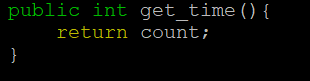 public int get_time(){
    return count;
}